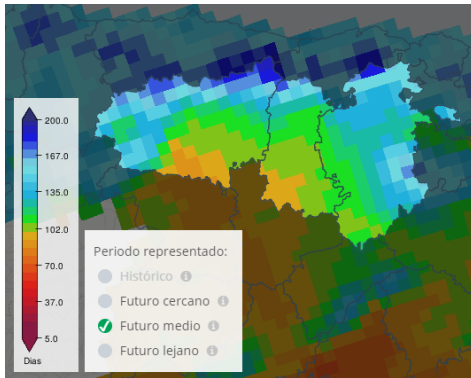 200.0
167.0
135.0
102.0
70.0
37.0
5.0
Dias
Periodo representado:
Histórico
Futuro cercano
Futuro medio
Futuro lejano